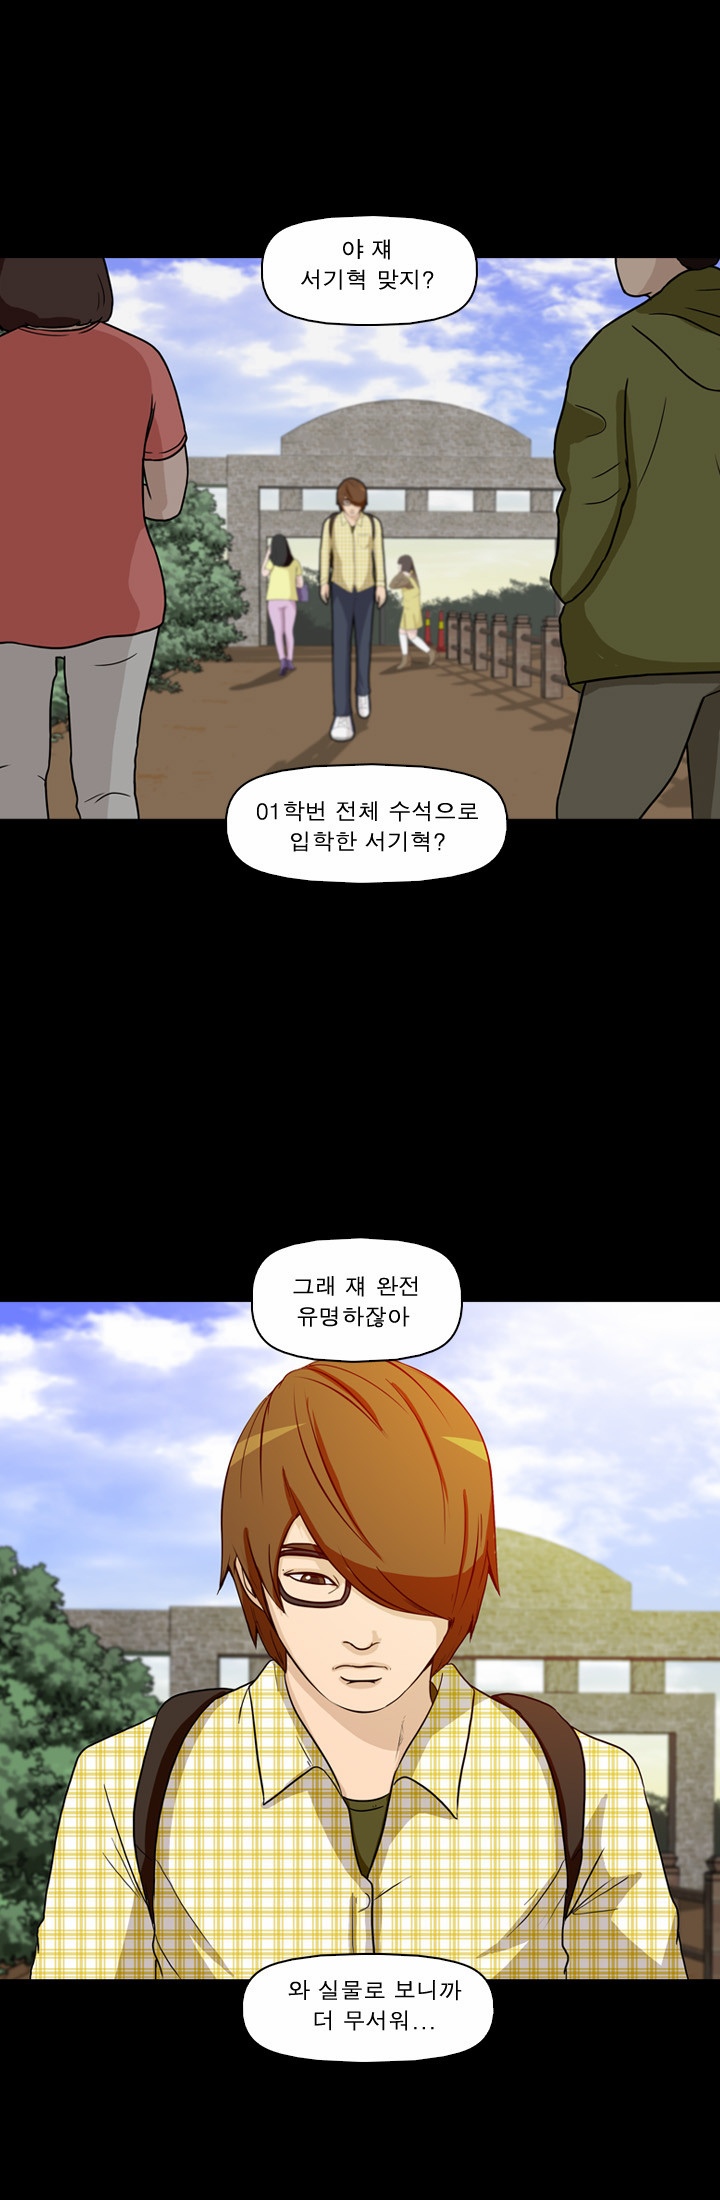 야 쟤
서기혁 맞지?
01학번 전체 수석으로
입학한 서기혁?
그래 쟤 완전
유명하잖아
와 실물로 보니까
더 무서워...